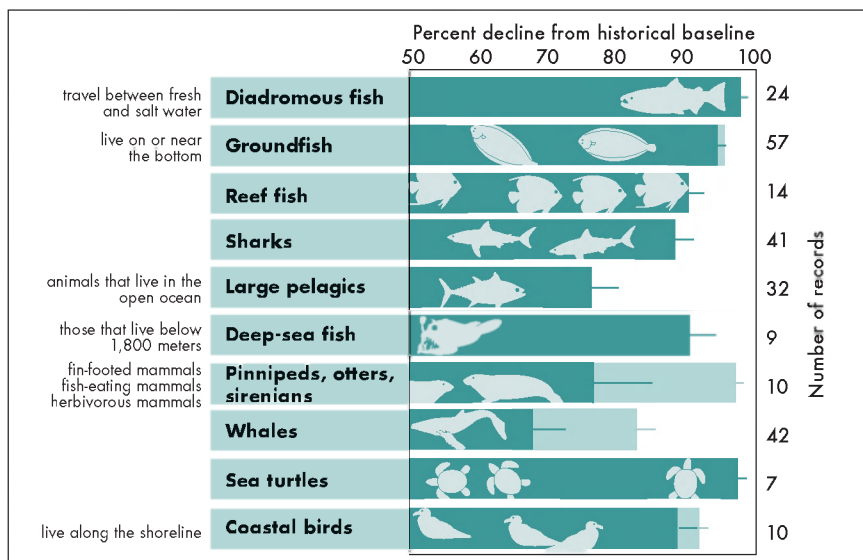 Percent decline from historical baseline
50 60 70 80 90 100
travel between fresh
and salt water
Diadromous fish
24
live on or near
the bottom
Groundfish
57
Reef fish
14
Sharks
41
animals that live in the
open ocean
Large pelagics
32
those that live below
1,800 meters
Deep-sea fish
9
fin-footed mammals
fish-eating mammals
herbivorous mammals
Pinnipeds, otters,
sirenians
10
Whales
42
Sea turtles
7
live along the shoreline
Coastal birds
10
Number of records